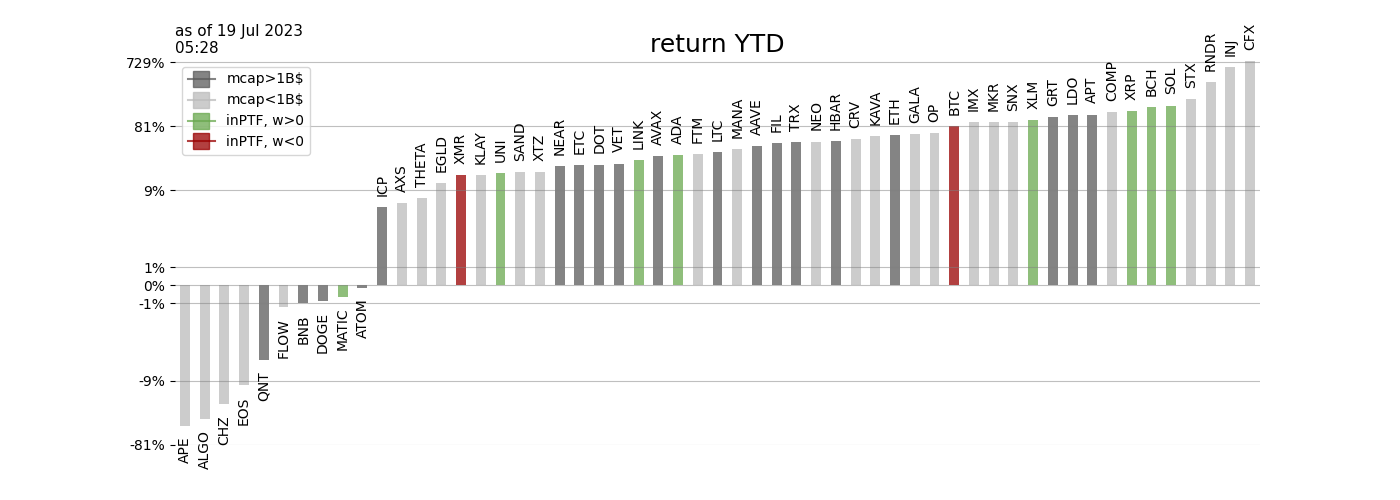 as of 19 Jul 2023
05:28
return YTD
mcap>1B$
mcap<1B$
inPTF, w>0
inPTF, w<0
729%
81%
9%
1%
0%
-1%
-9%
-81%
APE
ALGO
CHZ
EOS
QNT
FLOW
BNB
DOGE
MATIC
ATOM
ICP
AXS
THETA
EGLD
XMR
KLAY
UNI
SAND
XTZ
NEAR
ETC
DOT
VET
LINK
AVAX
ADA
FTM
LTC
MANA
AAVE
FIL
TRX
NEO
HBAR
CRV
KAVA
ETH
GALA
OP
BTC
IMX
MKR
SNX
XLM
GRT
LDO
APT
COMP
XRP
BCH
SOL
STX
RNDR
INJ
CFX